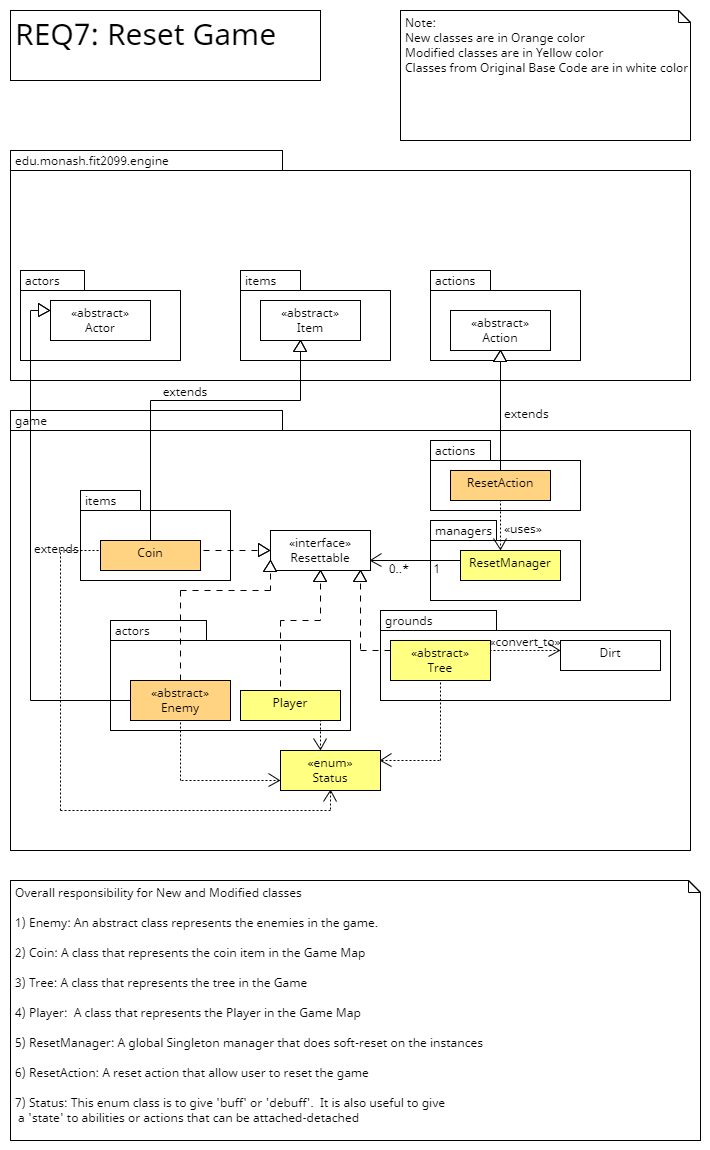 REQ7: Reset Game
Note:
New classes are in Orange color
Modified classes are in Yellow color
Classes from Original Base Code are in white color
edu.monash.fit2099.engine
actors
«abstract»
Actor
items
«abstract»
Item
actions
«abstract»
Action
extends
extends
game
actions
ResetAction
«uses»
managers
ResetManager
items
extends
Coin
«interface»
Resettable
0..*
1
actors
«abstract»
Enemy
Player
grounds
«abstract»
Tree
«convert_to»
Dirt
«enum»
Status
Overall responsibility for New and Modified classes
1) Enemy: An abstract class represents the enemies in the game.
2) Coin: A class that represents the coin item in the Game Map
3) Tree: A class that represents the tree in the Game
4) Player:  A class that represents the Player in the Game Map
5) ResetManager: A global Singleton manager that does soft-reset on the instances
6) ResetAction: A reset action that allow user to reset the game
7) Status: This enum class is to give 'buff' or 'debuff'.  It is also useful to give
a 'state' to abilities or actions that can be attached-detached